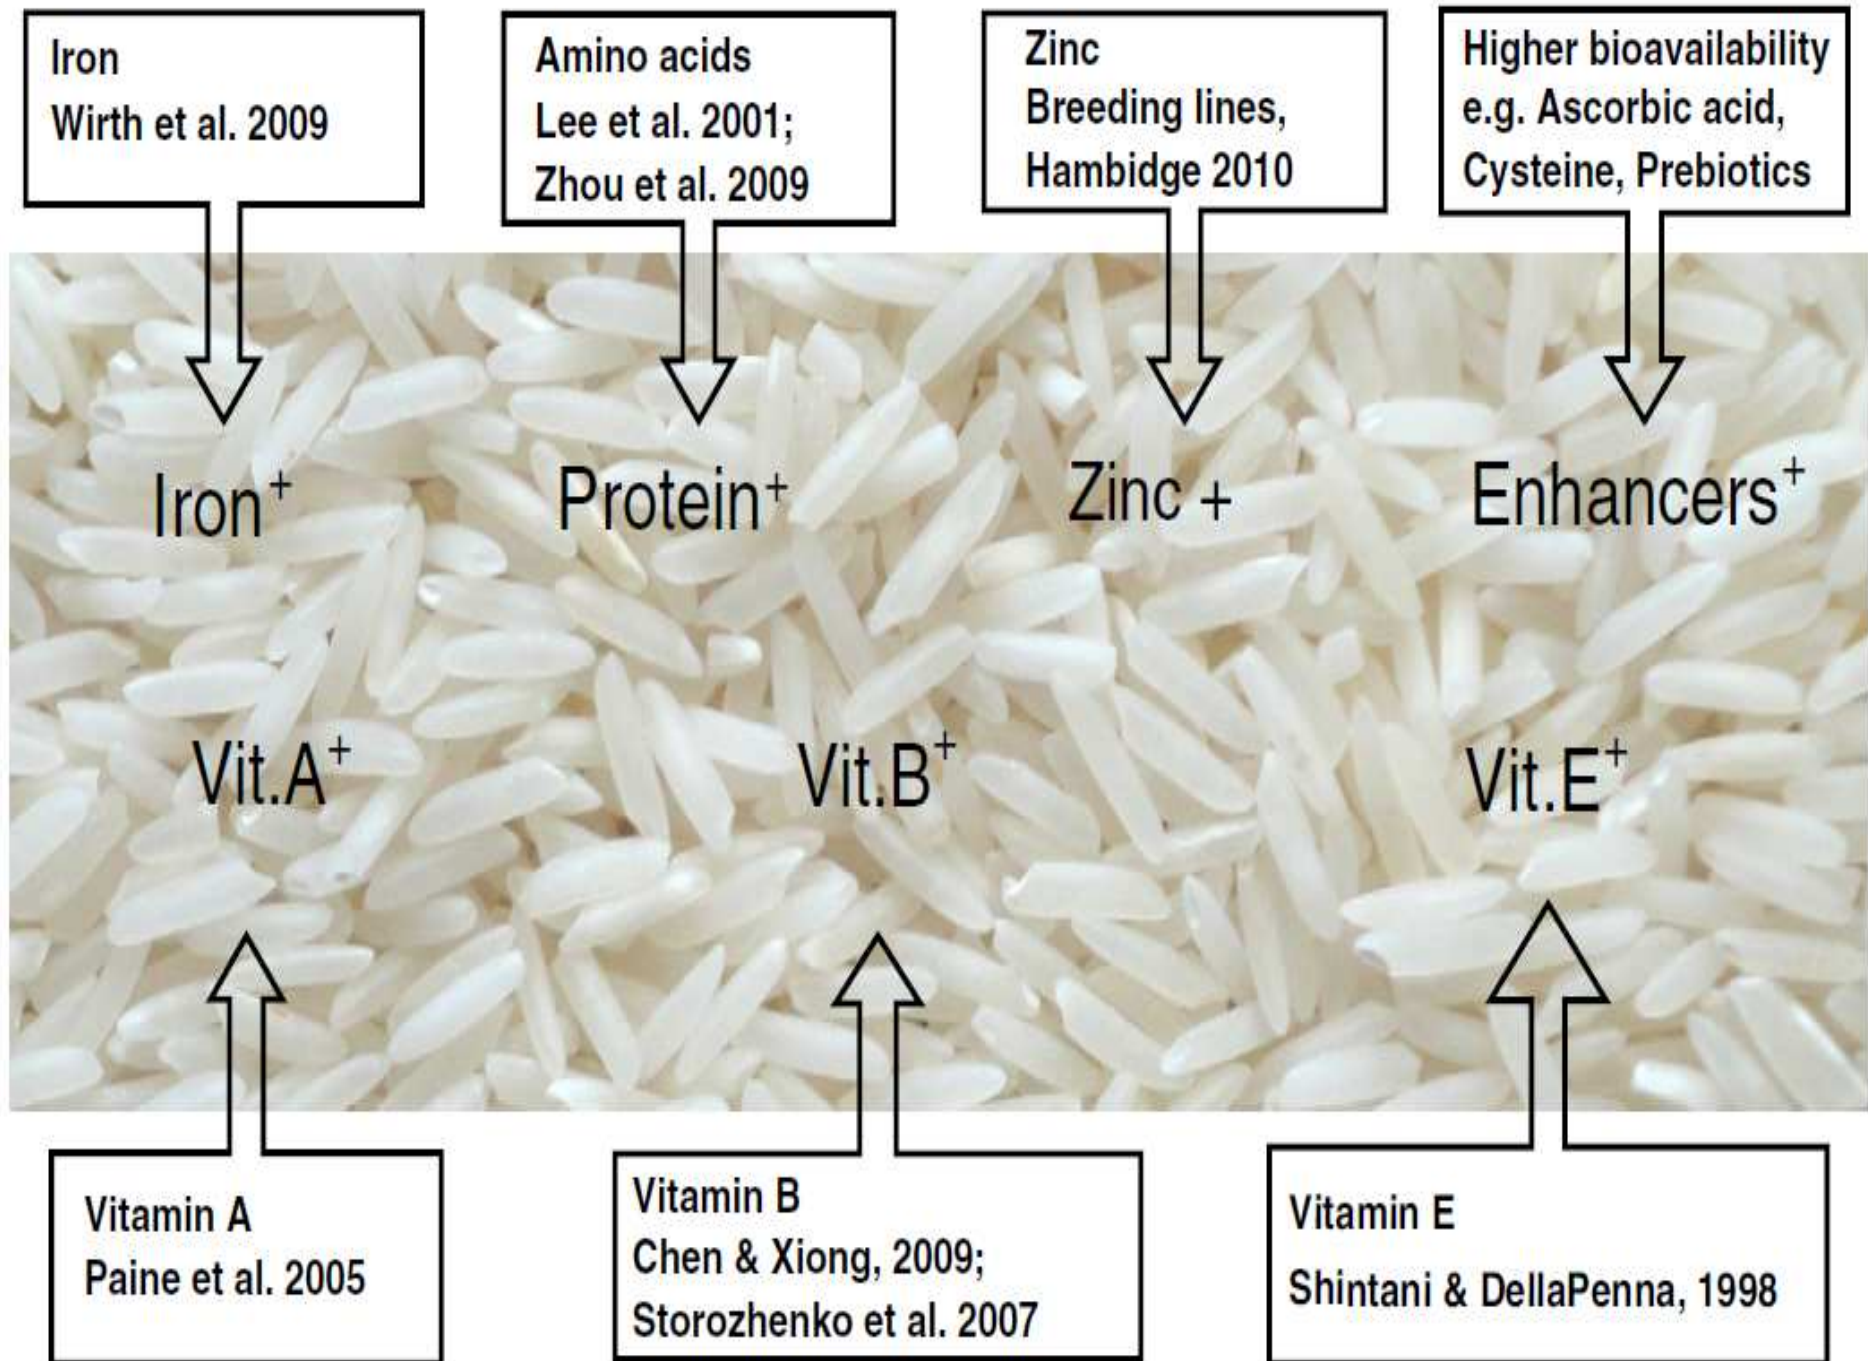 Iron
Wirth et al. 2009
Amino acids
Lee et al. 2001;
Zhou et al. 2009
Zinc
Breeding lines,
Hambidge 2010
Higher bioavailability
e.g. Ascorbic acid,
Cysteine, Prebiotics
Iron⁺
Protein⁺
Zinc +
Enhancers⁺
Vit.A⁺
Vit.B⁺
Vit.E⁺
Vitamin A
Paine et al. 2005
Vitamin B
Chen & Xiong, 2009;
Storozhenko et al. 2007
Vitamin E
Shintani & DellaPenna, 1998